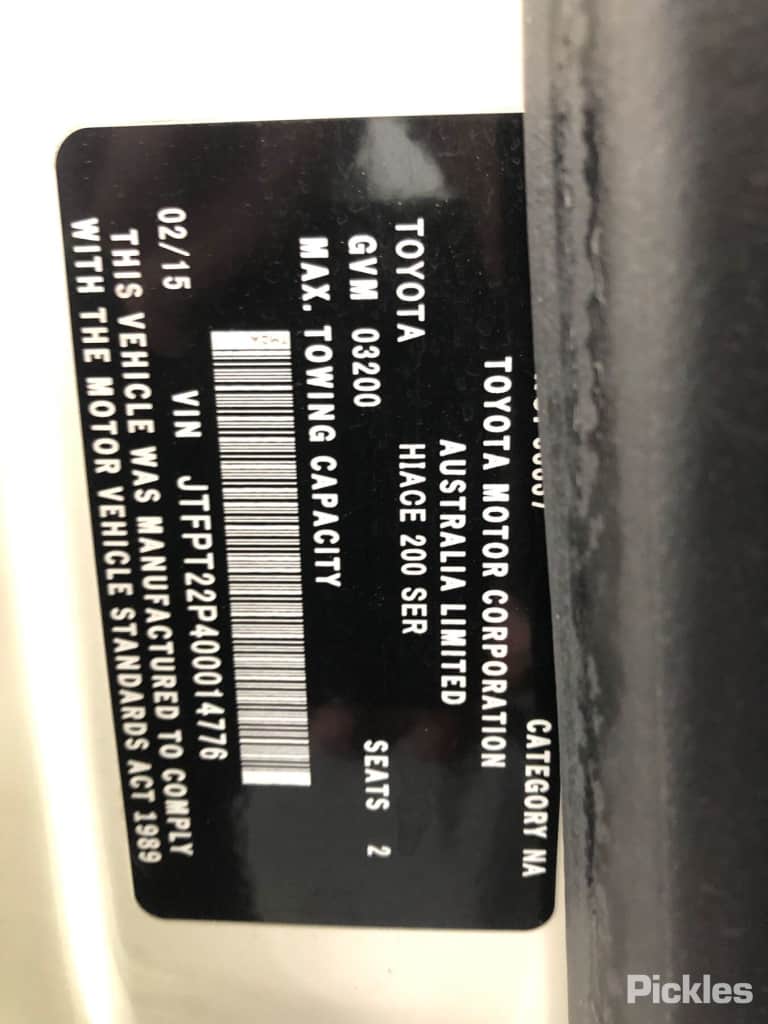 CATEGORY NA
TOYOTA MOTOR CORPORATION
AUSTRALIA LIMITED
TOYOTA HIACE 200 SER
GVM 03200 SEATS 2
MAX. TOWING CAPACITY
VIN JTFPT22P400014776
02/15
THIS VEHICLE WAS MANUFACTURED TO COMPLY
WITH THE MOTOR VEHICLE STANDARDS ACT 1989
Pickles